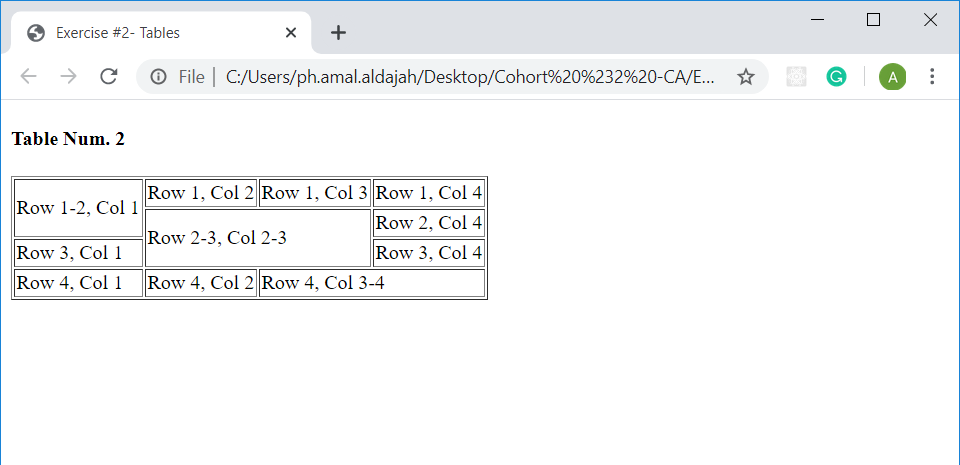 Exercise #2- Tables
File | C:/Users/ph.amal.aldajah/Desktop/Cohort%20%232%20-CA/E...
A
Table Num. 2
Row 1-2, Col 1 Row 1, Col 2 Row 1, Col 3 Row 1, Col 4
Row 2-3, Col 2-3 Row 2, Col 4
Row 3, Col 1 Row 3, Col 4
Row 4, Col 1 Row 4, Col 2 Row 4, Col 3-4